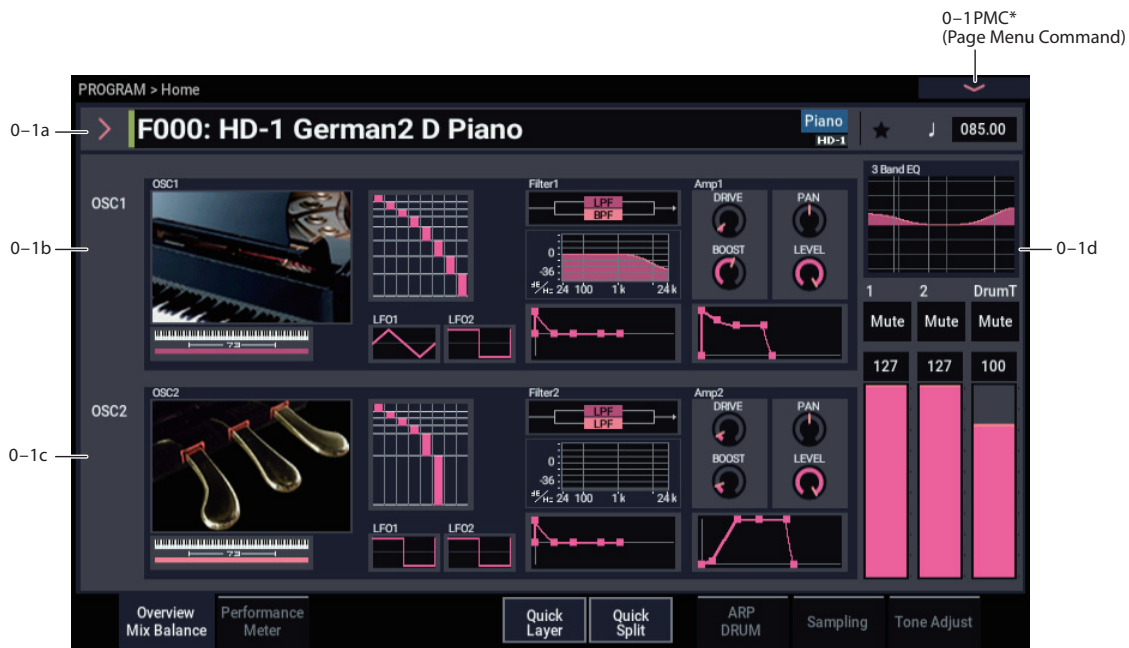 0–1PMC*
(Page Menu Command)
PROGRAM > Home
0–1a
F000: HD-1 German2 D Piano
Piano
HD-1
085.00
OSC1
OSC1
Filter1
Amp1
3 Band EQ
LPF
BPF
DRIVE
PAN
0–1b
0
-36
dB/Hz 24 100 1k 24k
BOOST
LEVEL
0–1d
73
LFO1
LFO2
1
2
DrumT
Mute
Mute
Mute
127
127
100
OSC2
OSC2
Filter2
Amp2
LPF
LPF
DRIVE
PAN
0–1c
0
-36
dB/Hz 24 100 1k 24k
BOOST
LEVEL
73
LFO1
LFO2
Overview
Mix Balance
Performance
Meter
Quick
Layer
Quick
Split
ARP
DRUM
Sampling
Tone Adjust